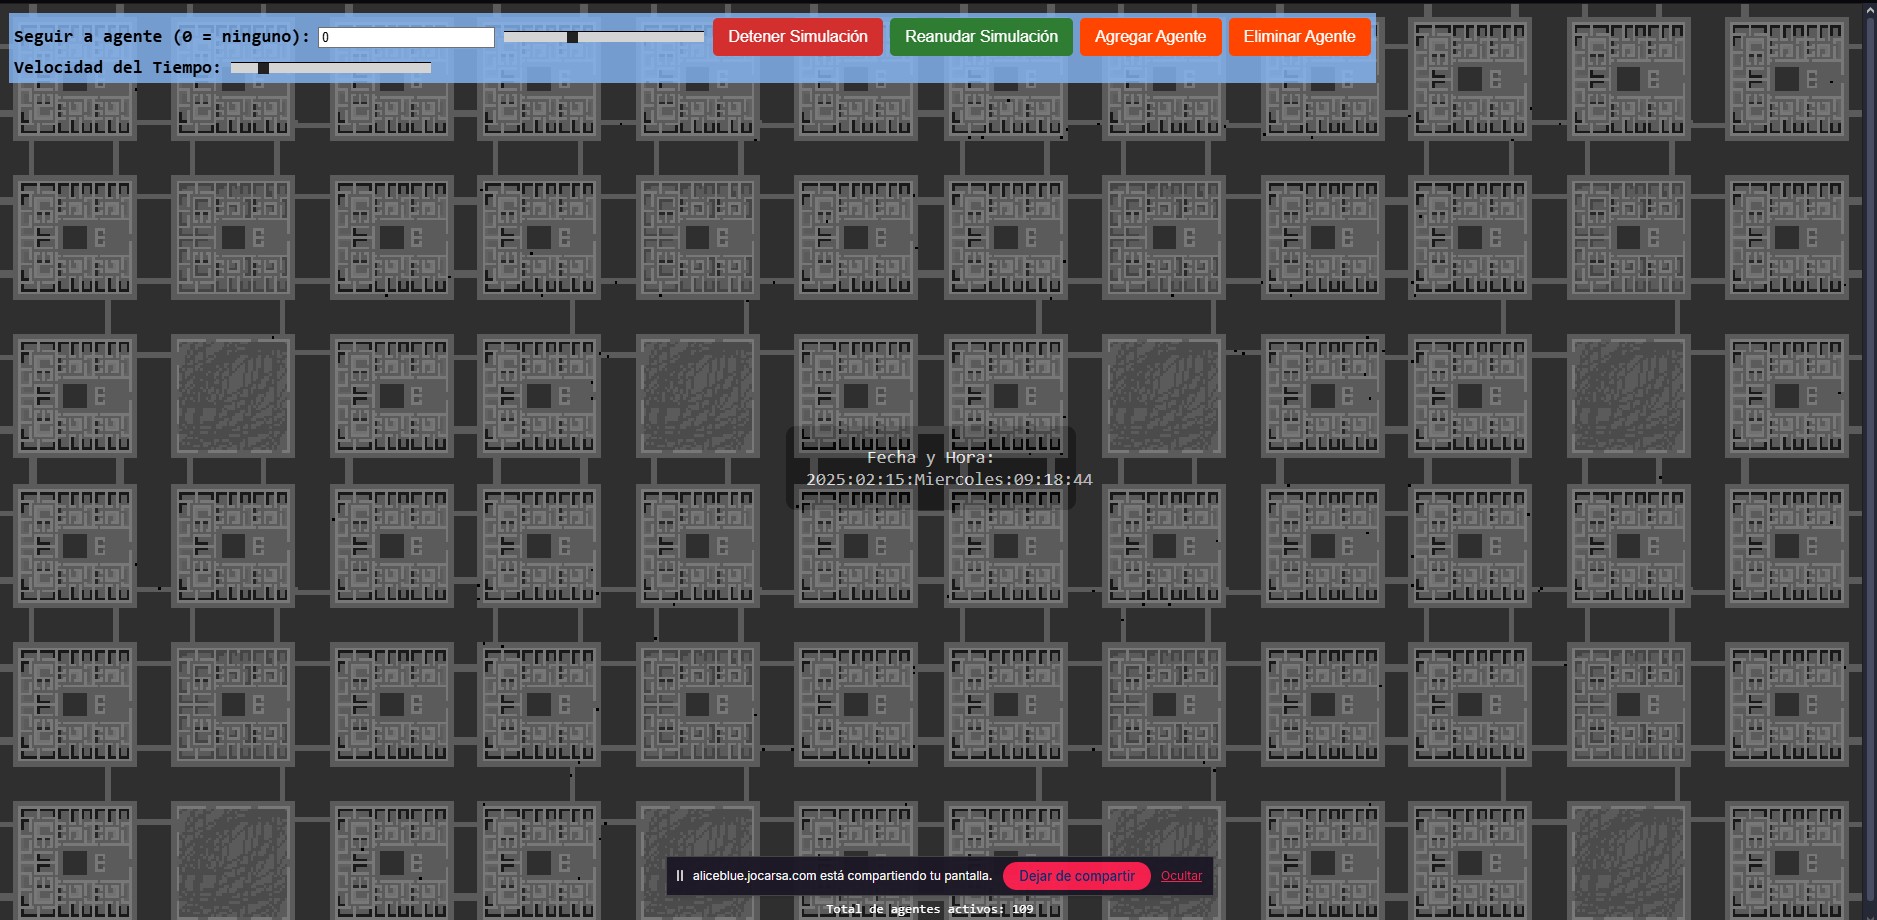 Seguir a agente (0 = ninguno): 0 Detener Simulación Reanudar Simulación Agregar Agente Eliminar Agente
Velocidad del Tiempo:
Fecha y Hora:
2025:02:15:Miercoles:09:18:44
aliceblue.jocarsa.com está compartiendo tu pantalla. Dejar de compartir Ocultar
Total de agentes activos: 109